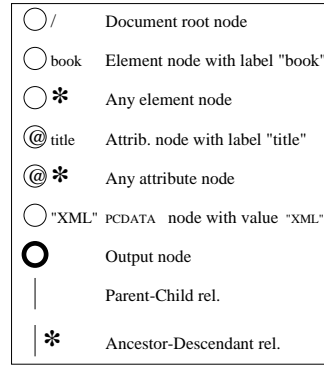 / Document root node
book Element node with label "book"
* Any element node
@ title Attrib. node with label "title"
@ * Any attribute node
"XML" PCDATA node with value "XML"
Output node
Parent-Child rel.
* Ancestor-Descendant rel.